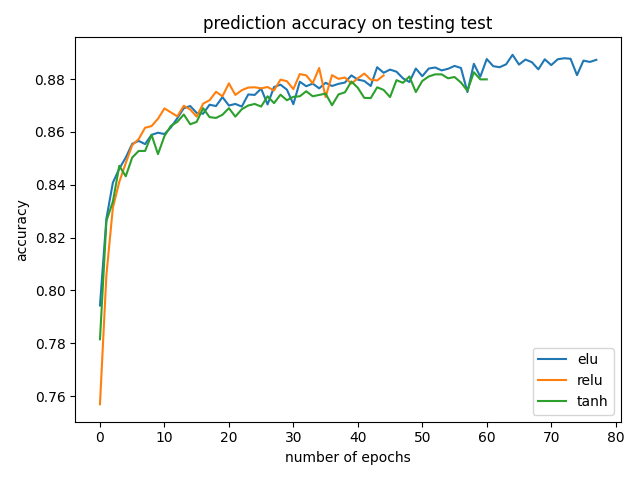 prediction accuracy on testing test
0.88
0.86
0.84
0.82
0.80
0.78
0.76
accuracy
elu
relu
tanh
0 10 20 30 40 50 60 70 80
number of epochs